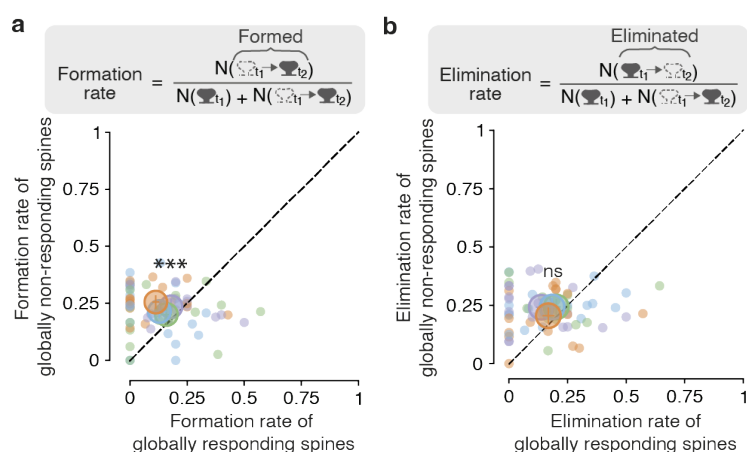 a
Formed
Formation rate = N( t1 → t2) / N( t1) + N( t1 → t2)
Formation rate of
globally non-responding spines
1
0.75
0.5
0.25
0
***
0 0.25 0.5 0.75 1
Formation rate of
globally responding spines
b
Eliminated
Elimination rate = N( t1 → t2) / N( t1) + N( t1 → t2)
Elimination rate of
globally non-responding spines
1
0.75
0.5
0.25
0
ns
0 0.25 0.5 0.75 1
Elimination rate of
globally responding spines